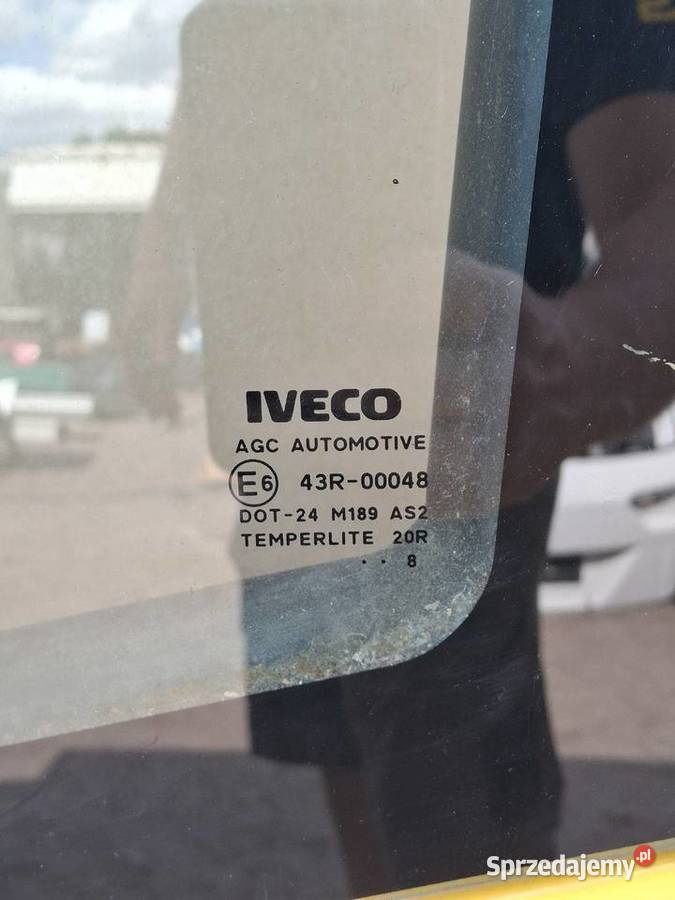 IVECO
AGC AUTOMOTIVE
E6 43R-00048
DOT-24 M189 AS2
TEMPERLITE 20R
. . 8
Sprzedajemy.pl